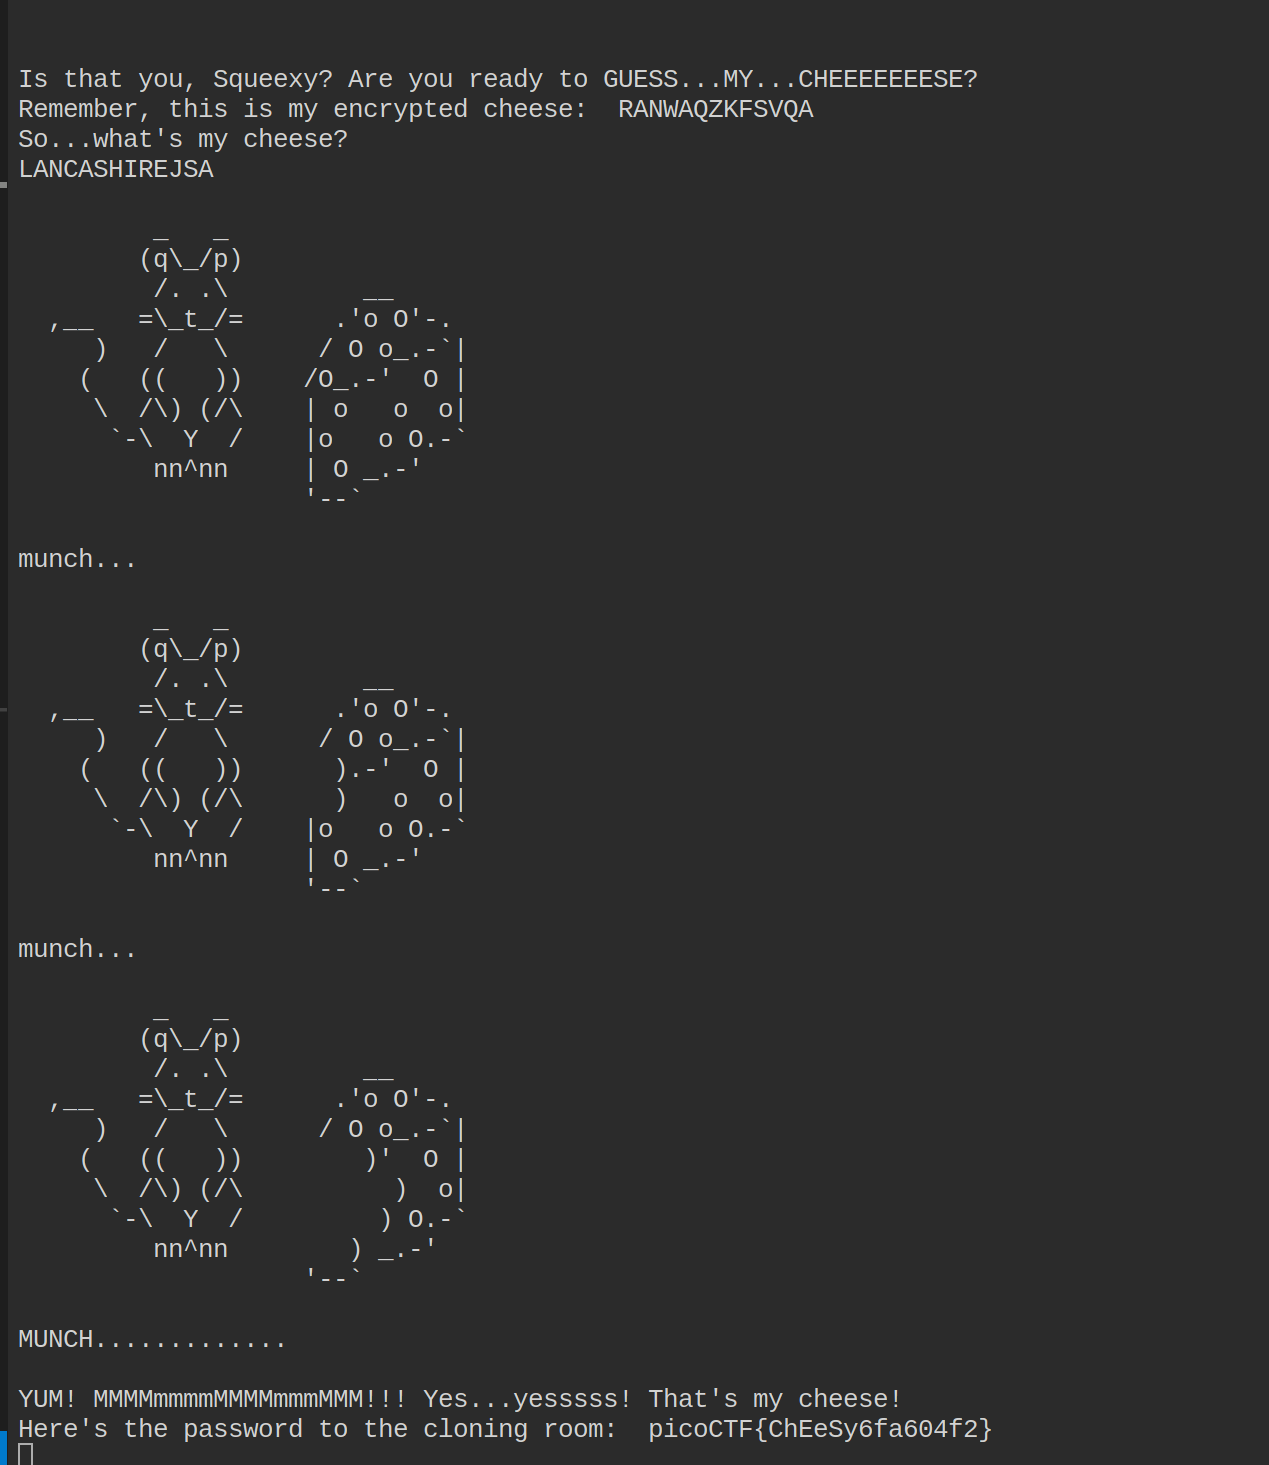 Is that you, Squeexy? Are you ready to GUESS...MY...CHEEEEEEESE?
Remember, this is my encrypted cheese:  RANWAQZKFSVQA
So...what's my cheese?
LANCASHIREJSA

         _   _
        (q\_/p)
         /. .\         __
  ,__   =\_t_/=      .'o O'-.
     )   /   \      / O o_.-`|
    (   ((   ))    /O_.-'  O |
     \  /\) (/\    | o   o  o|
      `-\  Y  /    |o   o O.-`
         nn^nn     | O _.-'
                   '--`

munch...

         _   _
        (q\_/p)
         /. .\         __
  ,__   =\_t_/=      .'o O'-.
     )   /   \      / O o_.-`|
    (   ((   ))      ).-'  O |
     \  /\) (/\      )   o  o|
      `-\  Y  /    |o   o O.-`
         nn^nn     | O _.-'
                   '--`

munch...

         _   _
        (q\_/p)
         /. .\         __
  ,__   =\_t_/=      .'o O'-.
     )   /   \      / O o_.-`|
    (   ((   ))        )'  O |
     \  /\) (/\          )  o|
      `-\  Y  /         ) O.-`
         nn^nn        ) _.-'
                   '--`

MUNCH.............

YUM! MMMMmmmmMMMMmmmMMM!!! Yes...yesssss! That's my cheese!
Here's the password to the cloning room:  picoCTF{ChEeSy6fa604f2}